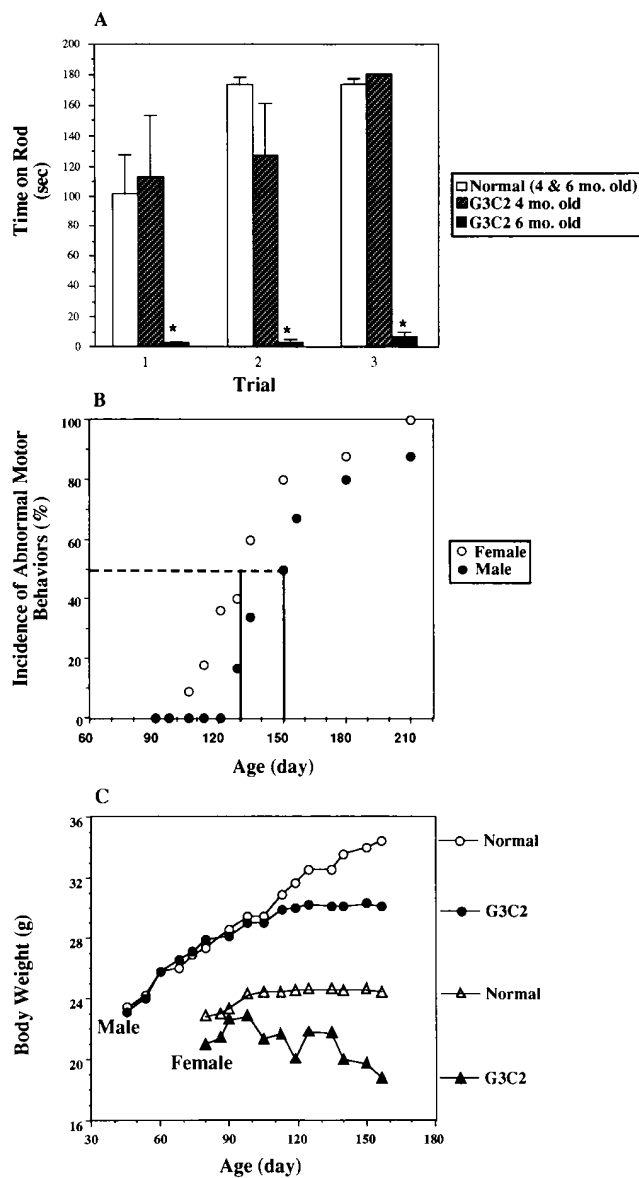 A
Time on Rod
(sec)
200
180
160
140
120
100
80
60
40
20
0
*
*
*
1
2
3
Trial
Normal (4 & 6 mo. old)
G3C2 4 mo. old
G3C2 6 mo. old
B
Incidence of Abnormal Motor
Behaviors (%)
100
80
60
40
20
0
60
90
120
150
180
210
Age (day)
Female
Male
C
Body Weight (g)
36
32
28
24
20
16
30
60
90
120
150
180
Age (day)
Male
Female
Normal
G3C2
Normal
G3C2